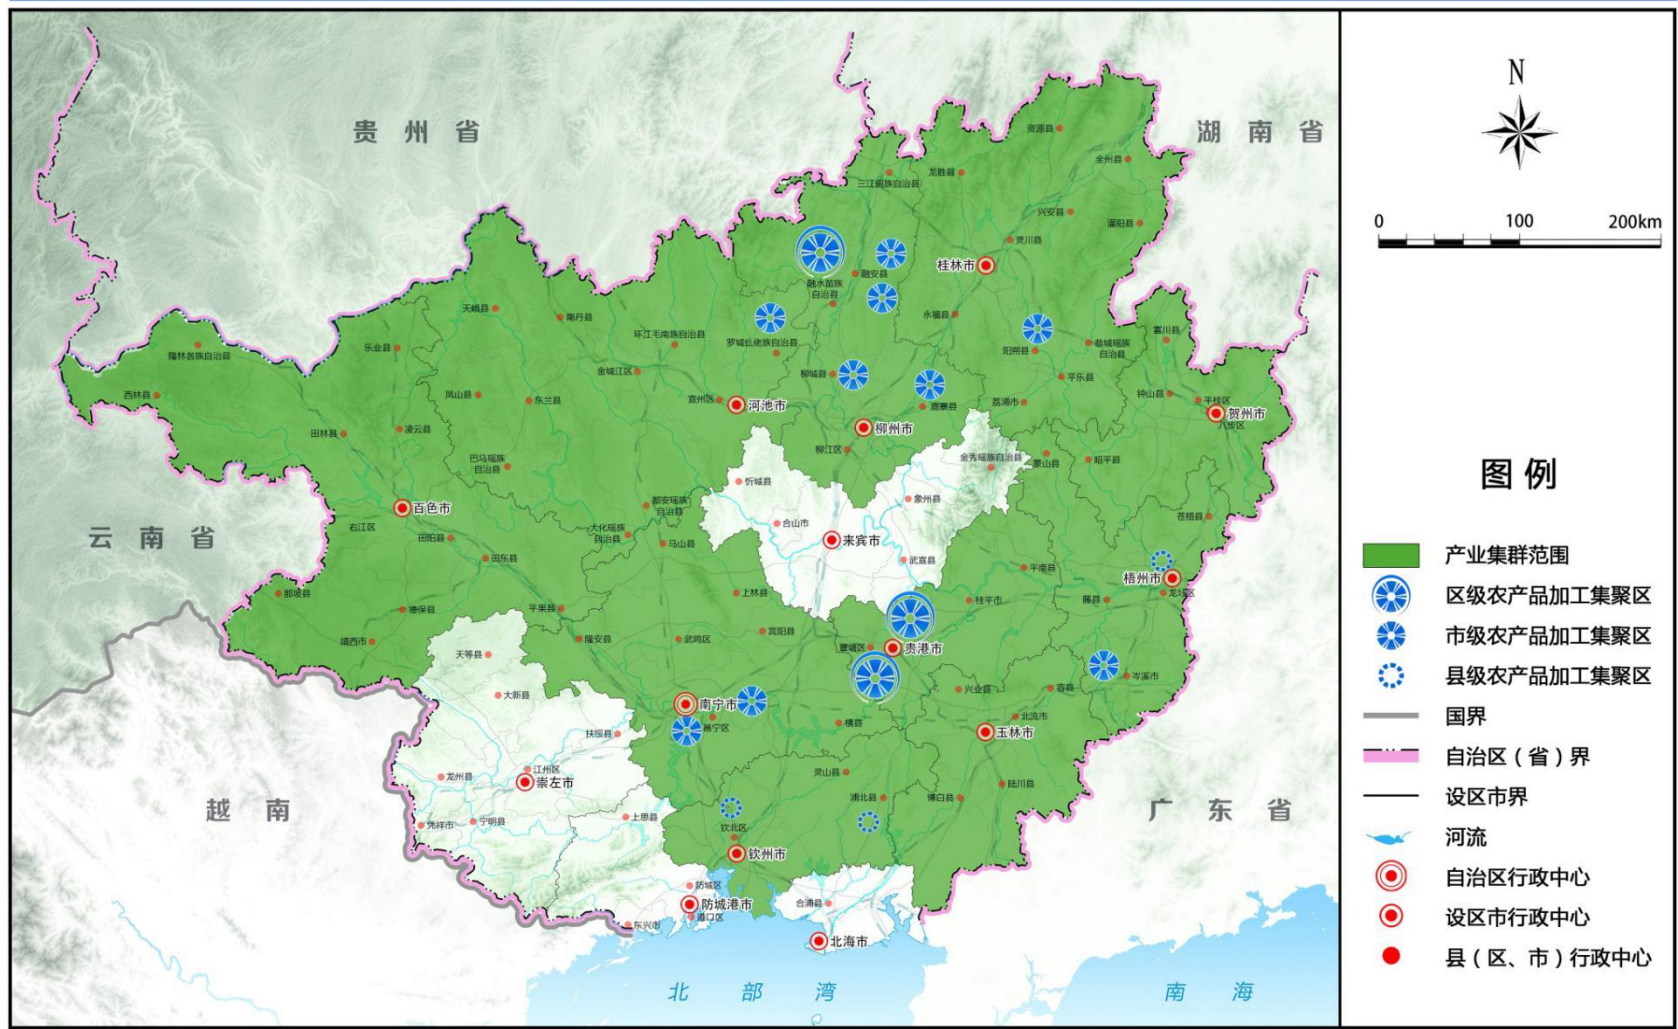 贵州省
湖南省
云南省
广东省
越南
北部湾
南海
N
0 100 200km
资源县
全州县
三江侗族自治县
龙胜县
兴安县
灌阳县
灵川县
桂林市
融安县
融水苗族
自治县
永福县
天峨县
南丹县
环江毛南族自治县
罗城仫佬族自治县
阳朔县
恭城瑶族
自治县
富川县
隆林各族自治县
乐业县
金城江区
柳城县
平乐县
西林县
凤山县
东兰县
宜州区
河池市
鹿寨县
荔浦市
钟山县
平桂区
贺州市
八步区
田林县
凌云县
柳州市
柳江区
巴马瑶族
自治县
金秀瑶族自治县
蒙山县
昭平县
忻城县
象州县
百色市
右江区
都安瑶族
自治县
合山市
苍梧县
田阳县
大化瑶族
自治县
马山县
来宾市
田东县
武宣县
平南县
梧州市
那坡县
上林县
桂平市
藤县
龙圩区
德保县
平果县
靖西市
隆安县
武鸣区
宾阳县
覃塘区
贵港市
天等县
大新县
兴业县
容县
岑溪市
南宁市
邕宁区
横县
北流市
玉林市
扶绥县
龙州县
江州区
崇左市
灵山县
浦北县
博白县
陆川县
凭祥市
宁明县
上思县
钦北区
钦州市
防城区
防城港市
港口区
东兴市
合浦县
北海市
图例
产业集群范围
区级农产品加工集聚区
市级农产品加工集聚区
县级农产品加工集聚区
国界
自治区（省）界
设区市界
河流
自治区行政中心
设区市行政中心
县（区、市）行政中心